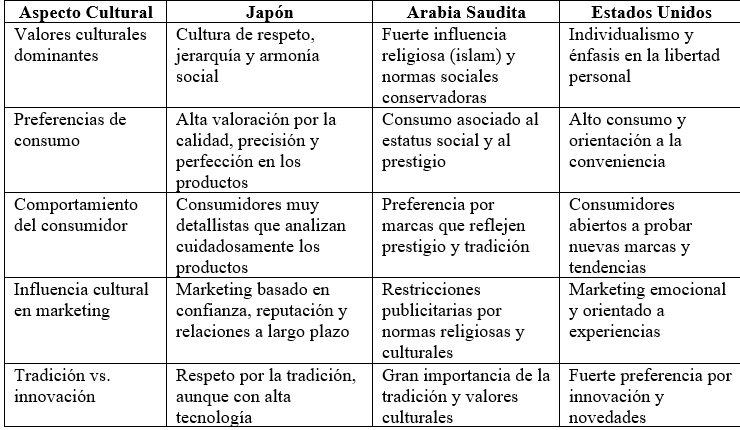 Aspecto Cultural
Japón
Arabia Saudita
Estados Unidos
Valores culturales
dominantes
Cultura de respeto,
jerarquía y armonía
social
Fuerte influencia
religiosa (islam) y
normas sociales
conservadoras
Individualismo y
énfasis en la libertad
personal
Preferencias de
consumo
Alta valoración por la
calidad, precisión y
perfección en los
productos
Consumo asociado al
estatus social y al
prestigio
Alto consumo y
orientación a la
conveniencia
Comportamiento
del consumidor
Consumidores muy
detallistas que analizan
cuidadosamente los
productos
Preferencia por
marcas que reflejen
prestigio y tradición
Consumidores
abiertos a probar
nuevas marcas y
tendencias
Influencia cultural
en marketing
Marketing basado en
confianza, reputación y
relaciones a largo plazo
Restricciones
publicitarias por
normas religiosas y
culturales
Marketing emocional
y orientado a
experiencias
Tradición vs.
innovación
Respeto por la tradición,
aunque con alta
tecnología
Gran importancia de la
tradición y valores
culturales
Fuerte preferencia por
innovación y
novedades